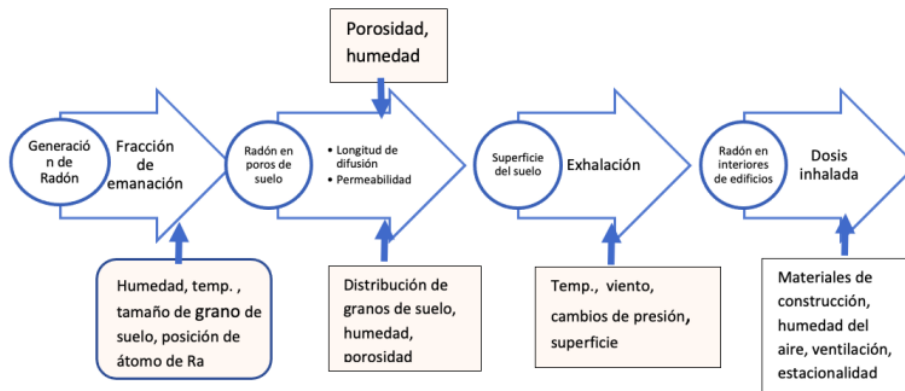 Porosidad,
humedad
Generació
n de
Radón
Fracción
de
emanación
Radón en
poros de
suelo
• Longitud de
difusión
• Permeabilidad
Superficie
del suelo
Exhalación
Radón en
interiores
de edificios
Dosis
inhalada
Humedad, temp. ,
tamaño de grano de
suelo, posición de
átomo de Ra
Distribución de
granos de suelo,
humedad,
porosidad
Temp., viento,
cambios de presión,
superficie
Materiales de
construcción,
humedad del
aire, ventilación,
estacionalidad